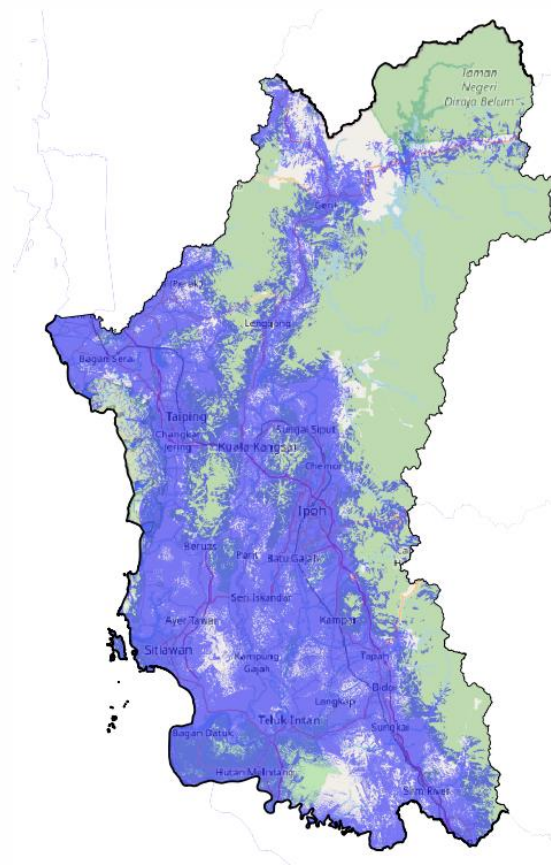 Taman
Negeri
Diraja Belum
Gerik
Lenggong
Bagan Serai
Taiping
Changkat
Jering
Kuala Kangsar
Sungai Siput
Chemor
Ipoh
Beruas
Parit
Batu Gajah
Seri Iskandar
Ayer Tawar
Kampar
Sitiawan
Kampung
Gajah
Tapah
Bidor
Langkap
Teluk Intan
Sungkai
Bagan Datuk
Hutan Melintang
Slim River